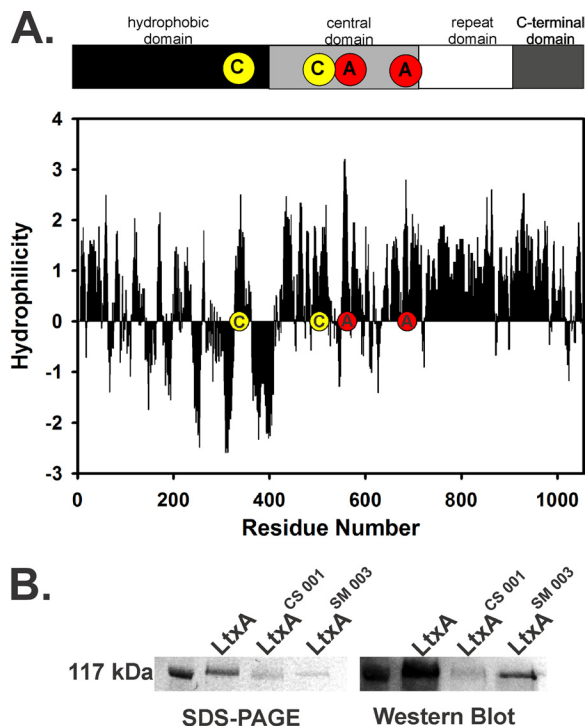 A.
hydrophobic domain
central domain
repeat domain
C-terminal domain
C
C
A
A
Hydrophilicity
4
3
2
1
0
-1
-2
-3
C
C
A
A
0
200
400
600
800
1000
Residue Number
B.
LtxA
LtxA CS 001
LtxA SM 003
LtxA
LtxA CS 001
LtxA SM 003
117 kDa
SDS-PAGE
Western Blot